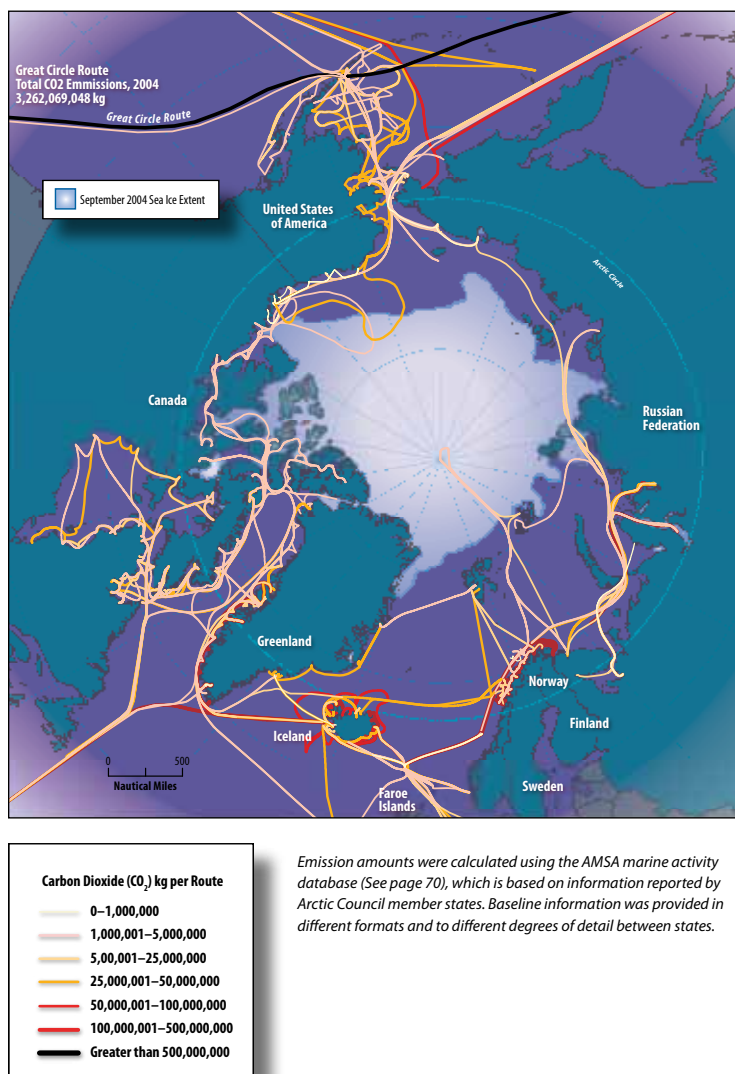 Great Circle Route
Total CO2 Emmissions, 2004
3,262,069,048 kg
Great Circle Route
September 2004 Sea Ice Extent
United States
of America
Arctic Circle
Canada
Russian
Federation
Greenland
Norway
Iceland
Finland
0 500
Nautical Miles
Faroe
Islands
Sweden
Carbon Dioxide (CO₂) kg per Route
0–1,000,000
1,000,001–5,000,000
5,00,001–25,000,000
25,000,001–50,000,000
50,000,001–100,000,000
100,000,001–500,000,000
Greater than 500,000,000
Emission amounts were calculated using the AMSA marine activity
database (See page 70), which is based on information reported by
Arctic Council member states. Baseline information was provided in
different formats and to different degrees of detail between states.